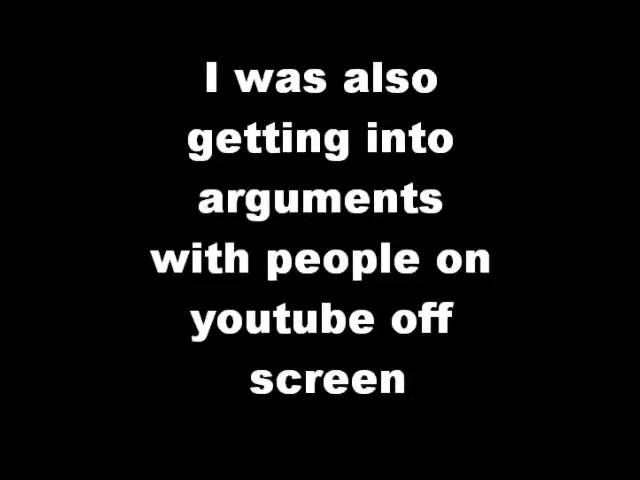 I was also
getting into
arguments
with people on
youtube off
screen